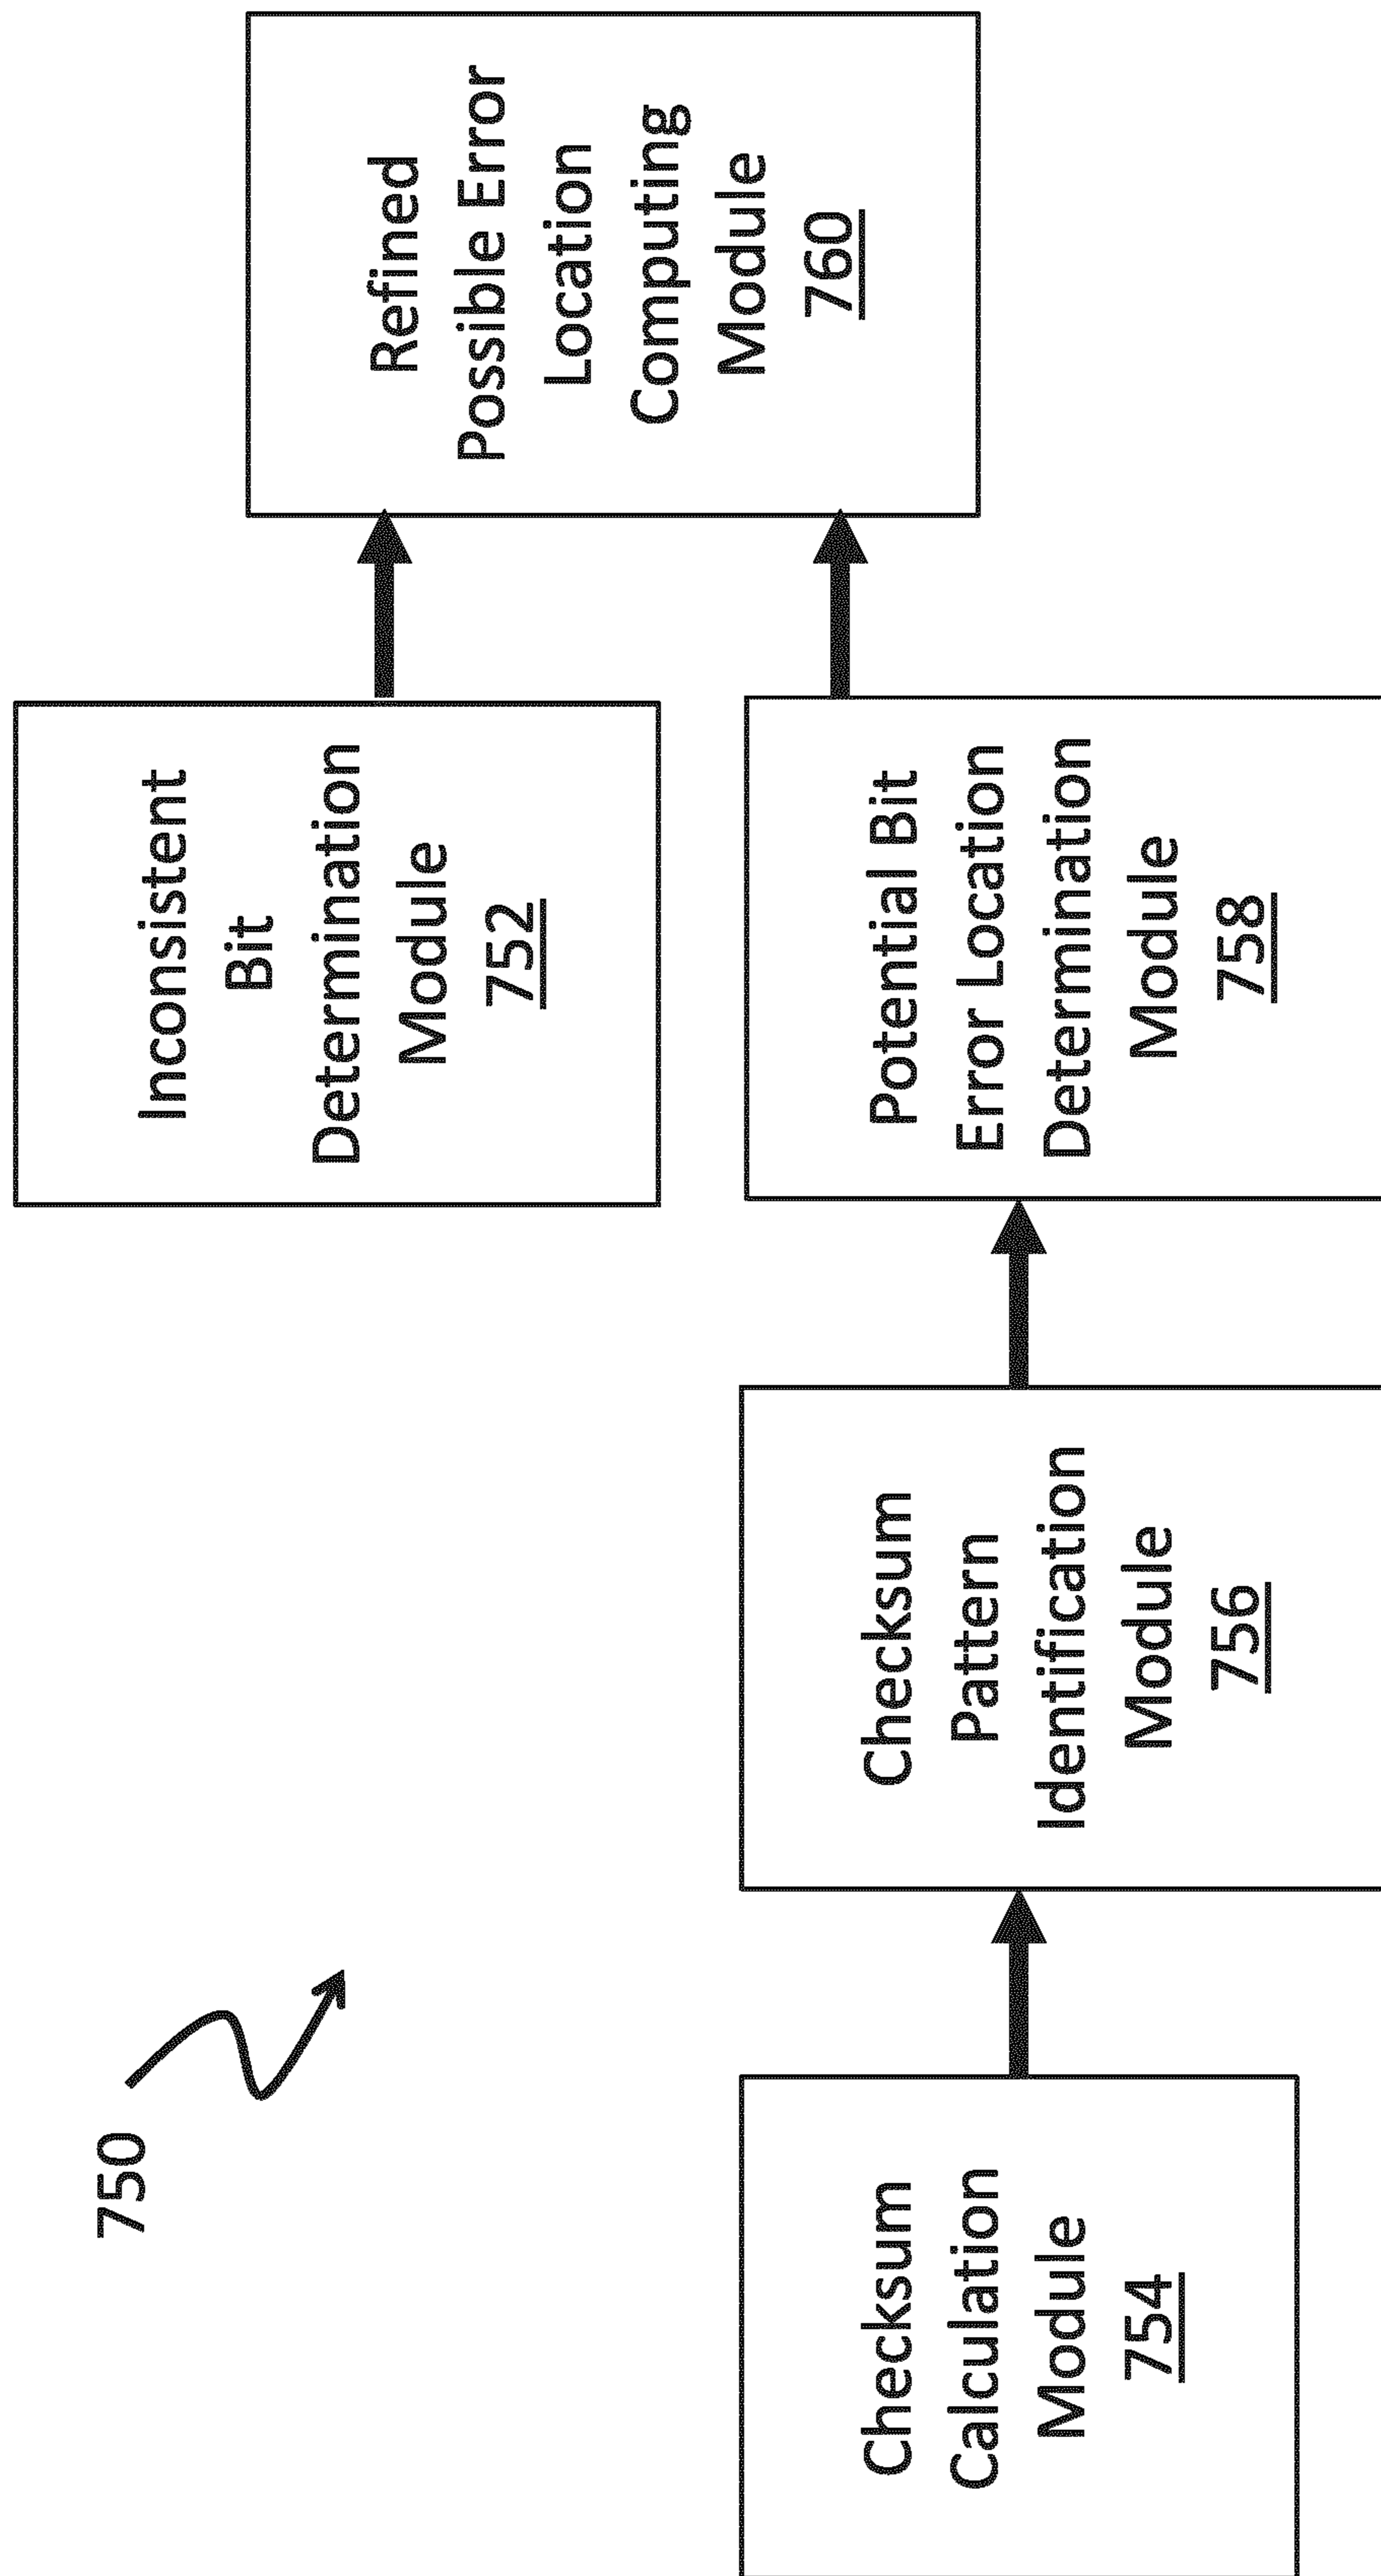 750
Inconsistent
Bit
Determination
Module
752
Refined
Possible Error
Location
Computing
Module
760
Checksum
Calculation
Module
754
Checksum
Pattern
Identification
Module
756
Potential Bit
Error Location
Determination
Module
758